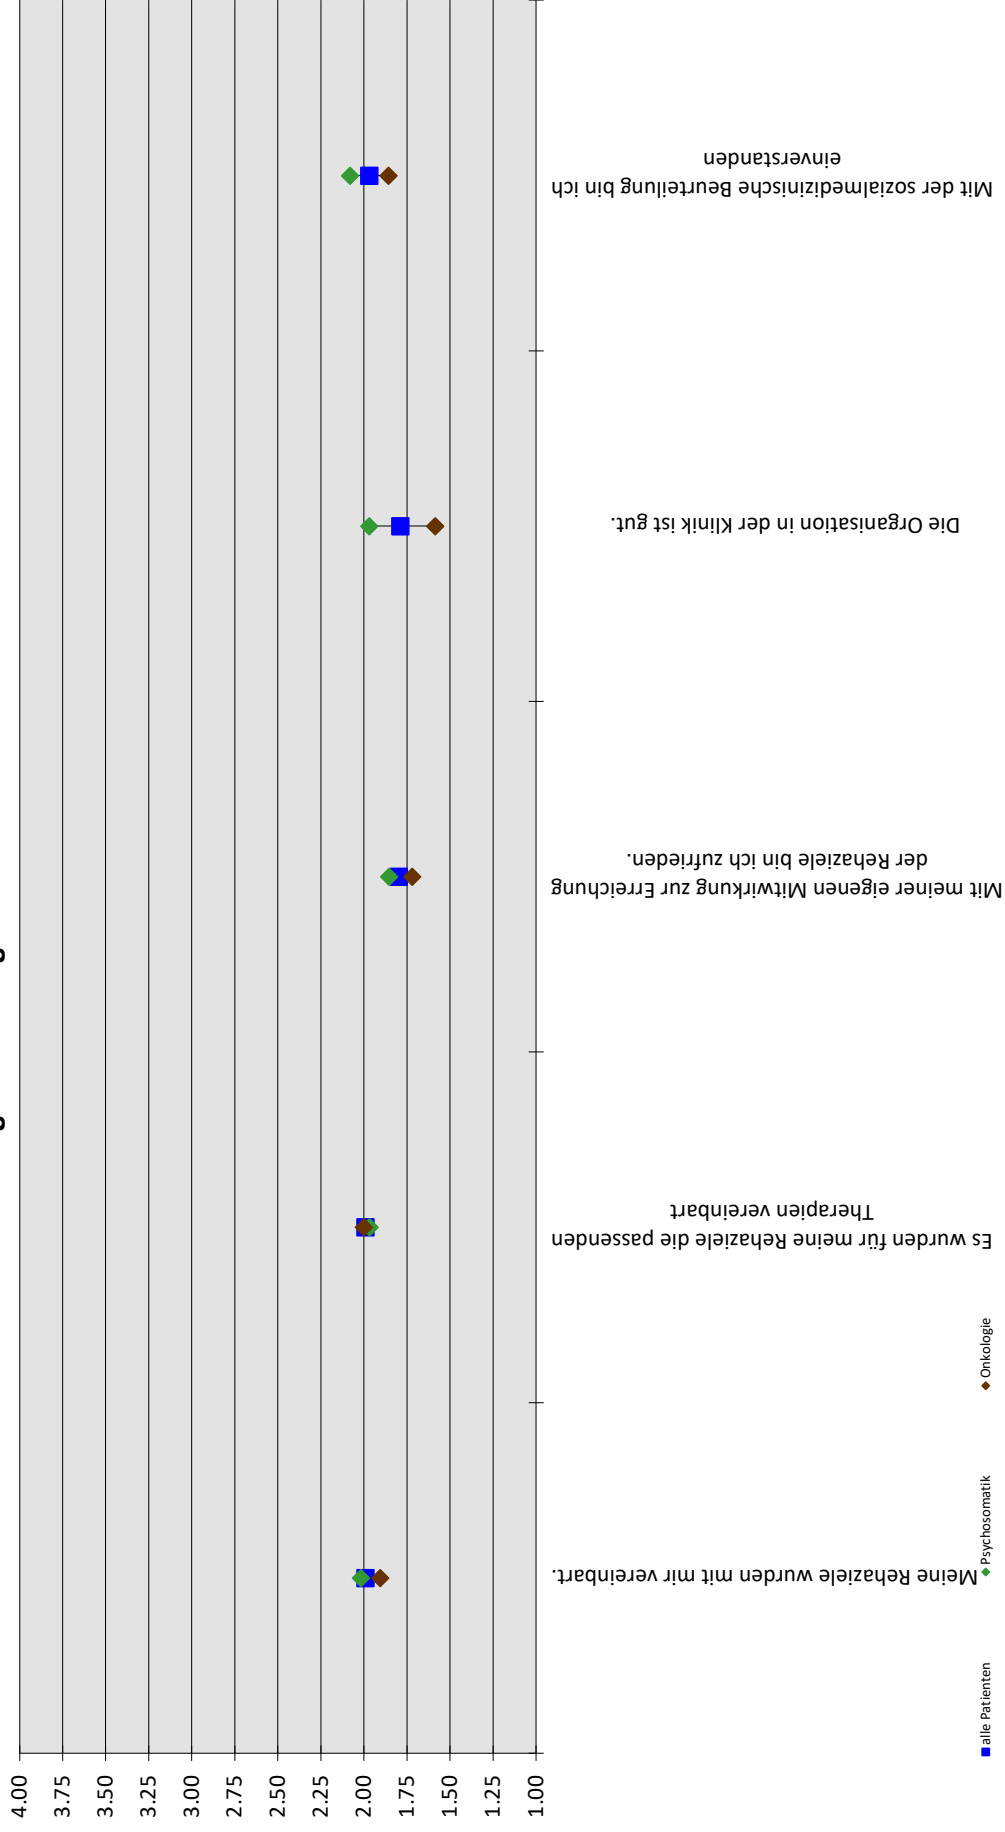 4.00
3.75
3.50
3.25
3.00
2.75
2.50
2.25
2.00
1.75
1.50
1.25
1.00
Meine Rehaziele wurden mit mir vereinbart.
Es wurden für meine Rehaziele die passenden
Therapien vereinbart
Mit meiner eigenen Mitwirkung zur Erreichung
der Rehaziele bin ich zufrieden.
Die Organisation in der Klinik ist gut.
Mit der sozialmedizinische Beurteilung bin ich
einverstanden
alle Patienten
Psychosomatik
Onkologie